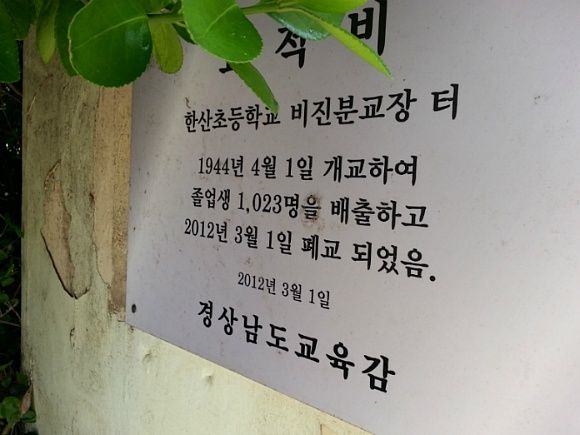 교적비
한산초등학교 비진분교장 터
1944년 4월 1일 개교하여
졸업생 1,023명을 배출하고
2012년 3월 1일 폐교 되었음.
2012년 3월 1일
경상남도교육감